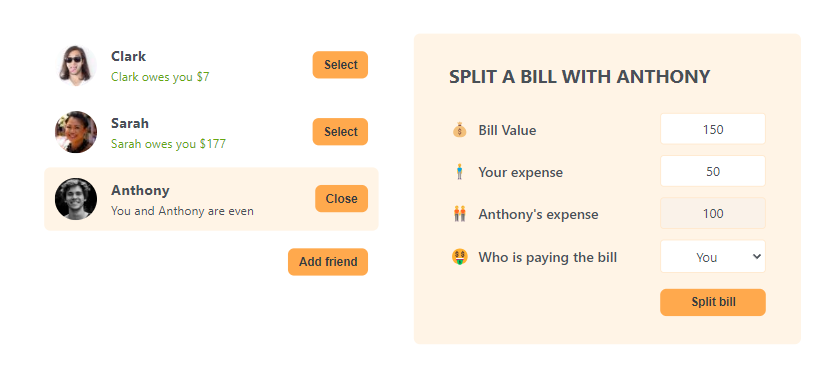 Clark
Clark owes you $7
Select
Sarah
Sarah owes you $177
Select
Anthony
You and Anthony are even
Close
Add friend
SPLIT A BILL WITH ANTHONY
Bill Value 150
Your expense 50
Anthony's expense 100
Who is paying the bill You
Split bill